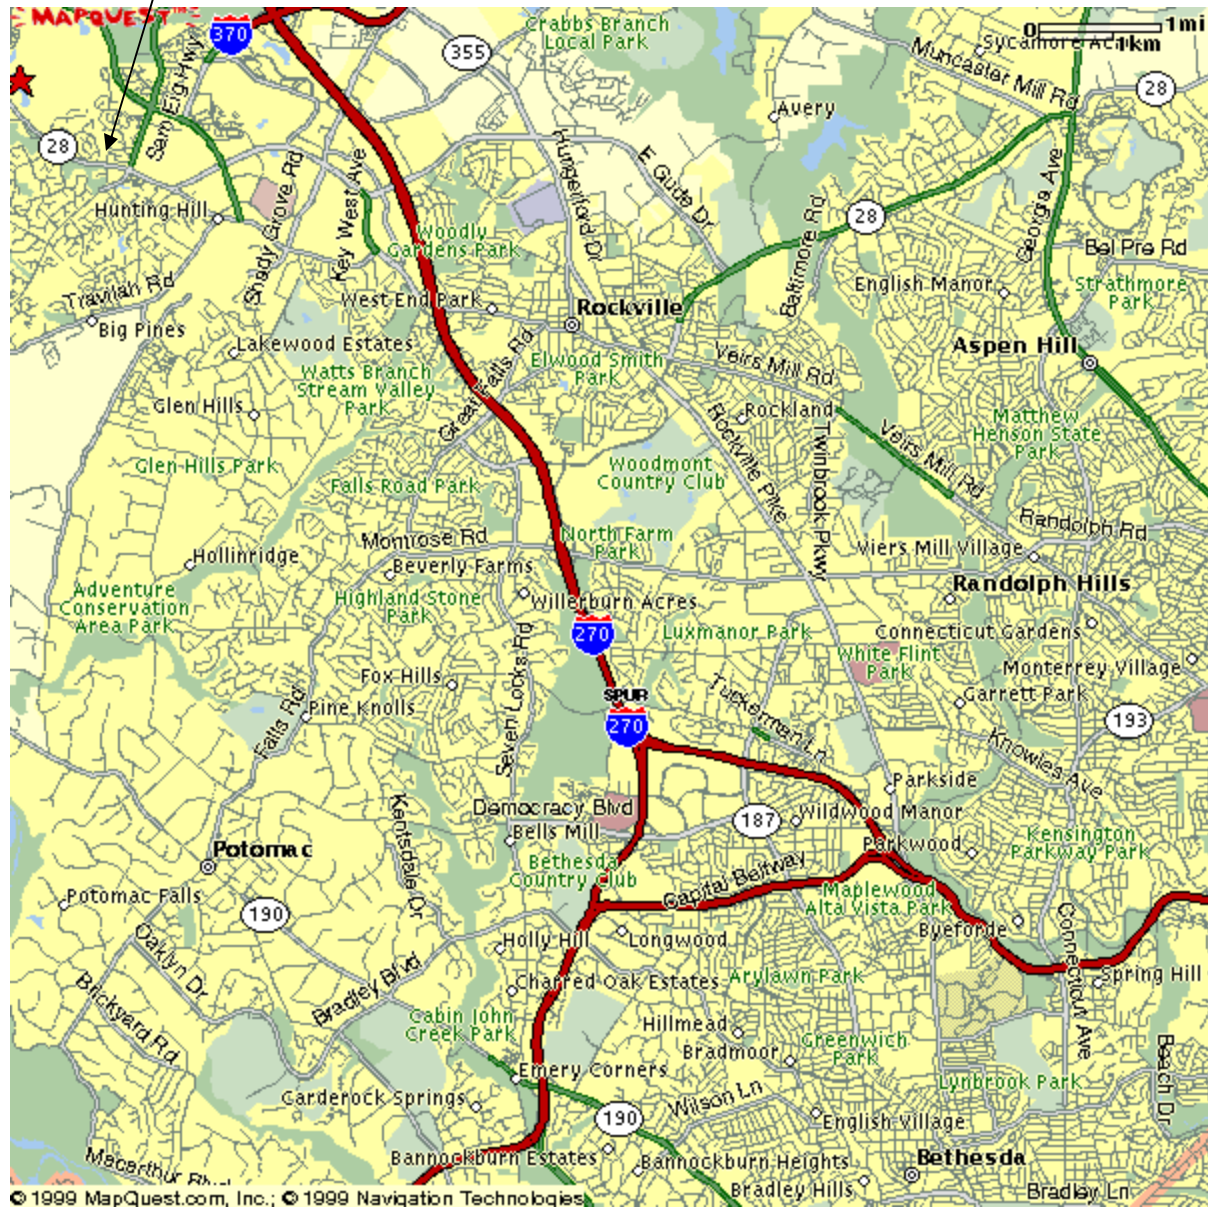 MAPQUEST™
370
355
Crabbs Branch
Local Park
0 1mi
1km
Muncaster Mill Rd
28
Sam Eig Hwy
Avery
28
Hungerford Dr
E Gude Dr
Key West Ave
Shady Grove Rd
Hunting Hill
Baltimore Rd
28
Georgia Ave
Bel Pre Rd
Woodly
Gardens Park
Travilah Rd
West End Park
Rockville
English Manor
Strathmore
Park
Big Pines
Lakewood Estates
Great Falls Rd
Elwood Smith
Park
Veirs Mill Rd
Aspen Hill
Watts Branch
Stream Valley
Park
Glen Hills
Rockland
Matthew
Henson State
Park
Rockville Pike
Twinbrook Pkwy
Veirs Mill Rd
Glen Hills Park
Falls Road Park
Woodmont
Country Club
Montrose Rd
North Farm
Park
Randolph Rd
Hollinridge
Beverly Farms
Viers Mill Village
Adventure
Conservation
Area Park
Highland Stone
Park
Willerburn Acres
Randolph Hills
270
Luxmanor Park
Connecticut Gardens
White Flint
Park
Monterrey Village
Seven Locks Rd
Fox Hills
SPUR
270
Tuckerman Ln
Garrett Park
Falls Rd
Pine Knolls
193
Knowles Ave
Parkside
Kentsdale Dr
Democracy Blvd
187
Wildwood Manor
Bells Mill
Parkwood
Kensington
Parkway Park
Potomac
Bethesda
Country Club
Capital Beltway
Maplewood
Alta Vista Park
Potomac Falls
190
Byeforde
Connecticut Ave
Oaklyn Dr
Holly Hill
Longwood
Bradley Blvd
Charred Oak Estates
Arylawn Park
Spring Hill
Brickyard Rd
Cabin John
Creek Park
Hillmead
Bradmoor
Greenwich
Park
Beach Dr
Emery Corners
Lynbrook Park
Carderock Springs
190
Wilson Ln
English Village
Macarthur Blvd
Bannockburn Estates
Bannockburn Heights
Bethesda
Bradley Hills
Bradley Ln
© 1999 MapQuest.com, Inc.; © 1999 Navigation Technologies